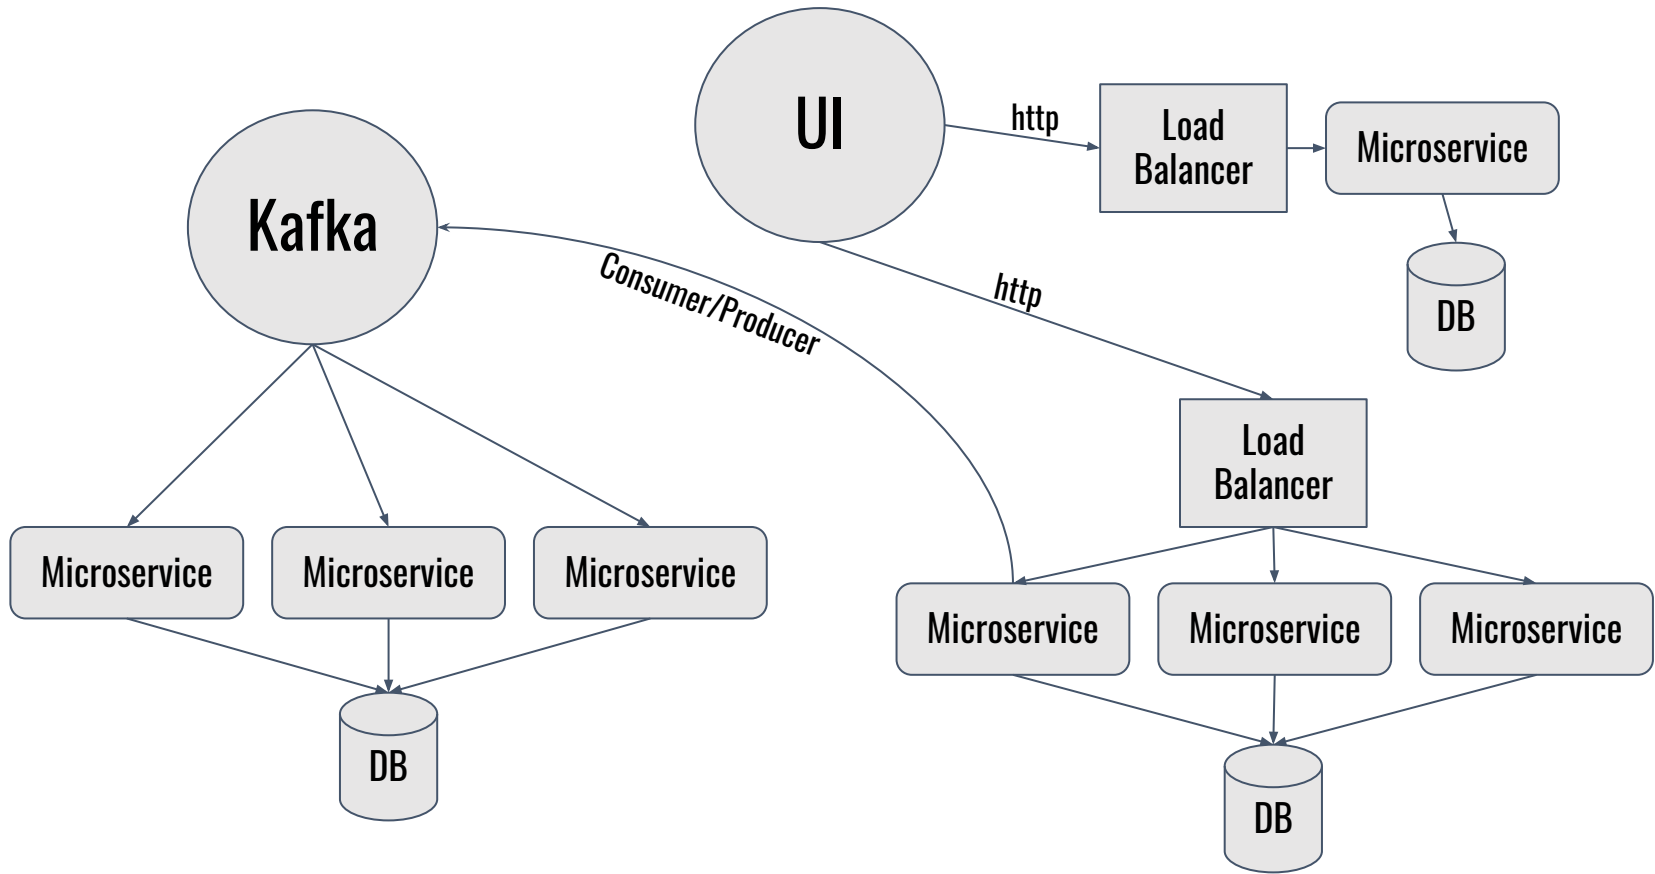 UI
http
Load
Balancer
Microservice
DB
Kafka
Consumer/Producer
http
Load
Balancer
Microservice
Microservice
Microservice
DB
Microservice
Microservice
Microservice
DB